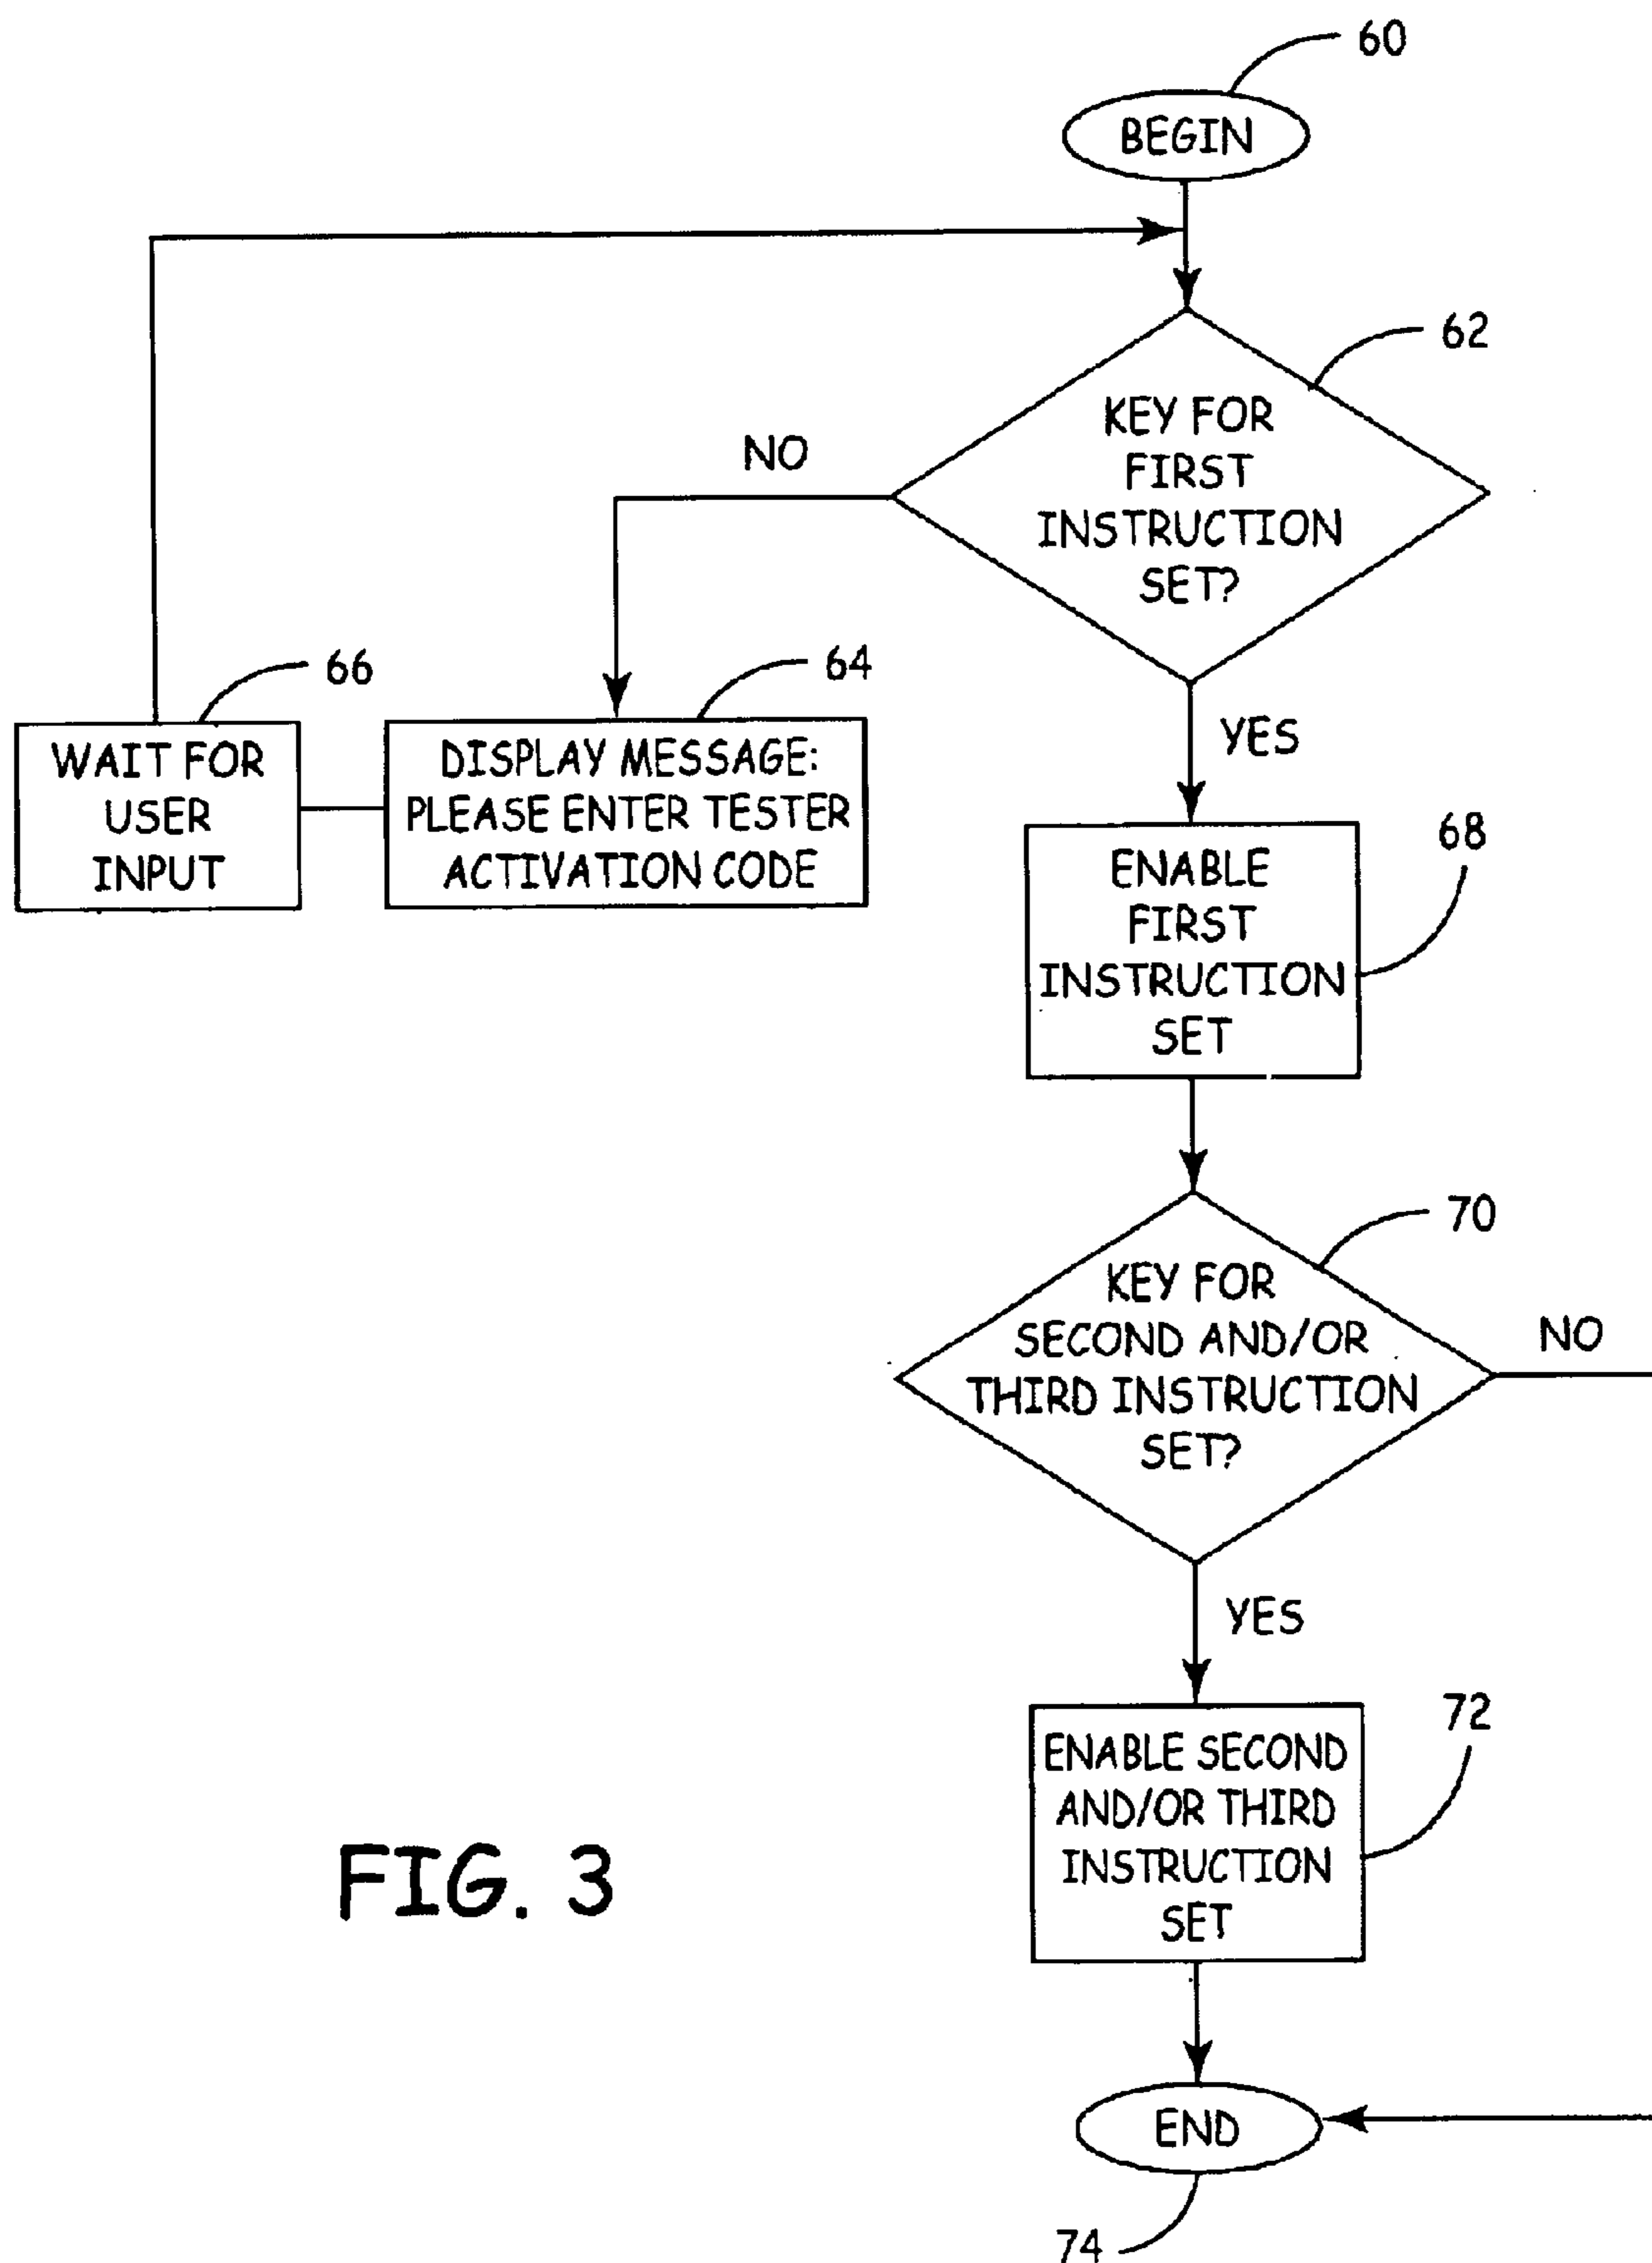 60
BEGIN
62
KEY FOR
FIRST
INSTRUCTION
SET?
NO
YES
66
WAIT FOR
USER
INPUT
64
DISPLAY MESSAGE:
PLEASE ENTER TESTER
ACTIVATION CODE
68
ENABLE
FIRST
INSTRUCTION
SET
70
KEY FOR
SECOND AND/OR
THIRD INSTRUCTION
SET?
NO
YES
72
ENABLE SECOND
AND/OR THIRD
INSTRUCTION
SET
FIG. 3
END
74